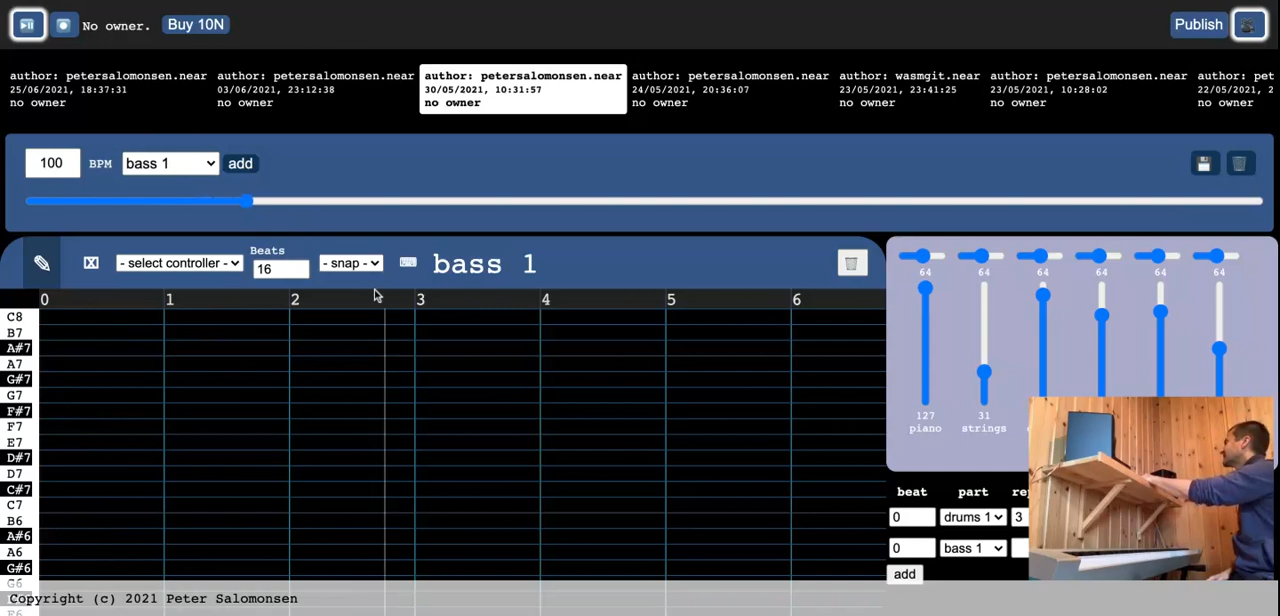 No owner. Buy 10N Publish
author: petersalomonsen.near author: petersalomonsen.near author: petersalomonsen.near author: petersalomonsen.near author: wasmgit.near author: petersalomonsen.near author: pet
25/06/2021, 18:37:31 03/06/2021, 23:12:38 30/05/2021, 10:31:57 24/05/2021, 20:36:07 23/05/2021, 23:41:25 23/05/2021, 10:28:02 22/05/2021, 2
no owner no owner no owner no owner no owner no owner no owner
100 BPM bass 1 add
- select controller - Beats 16 - snap - bass 1
0 1 2 3 4 5 6
C8
B7
A#7
A7
G#7
G7
F#7
F7
E7
D#7
D7
C#7
C7
B6
A#6
A6
G#6
G6
64 64 64 64 64 64
127 31
piano strings
beat part rep
0 drums 1 3
0 bass 1
add
Copyright (c) 2021 Peter Salomonsen